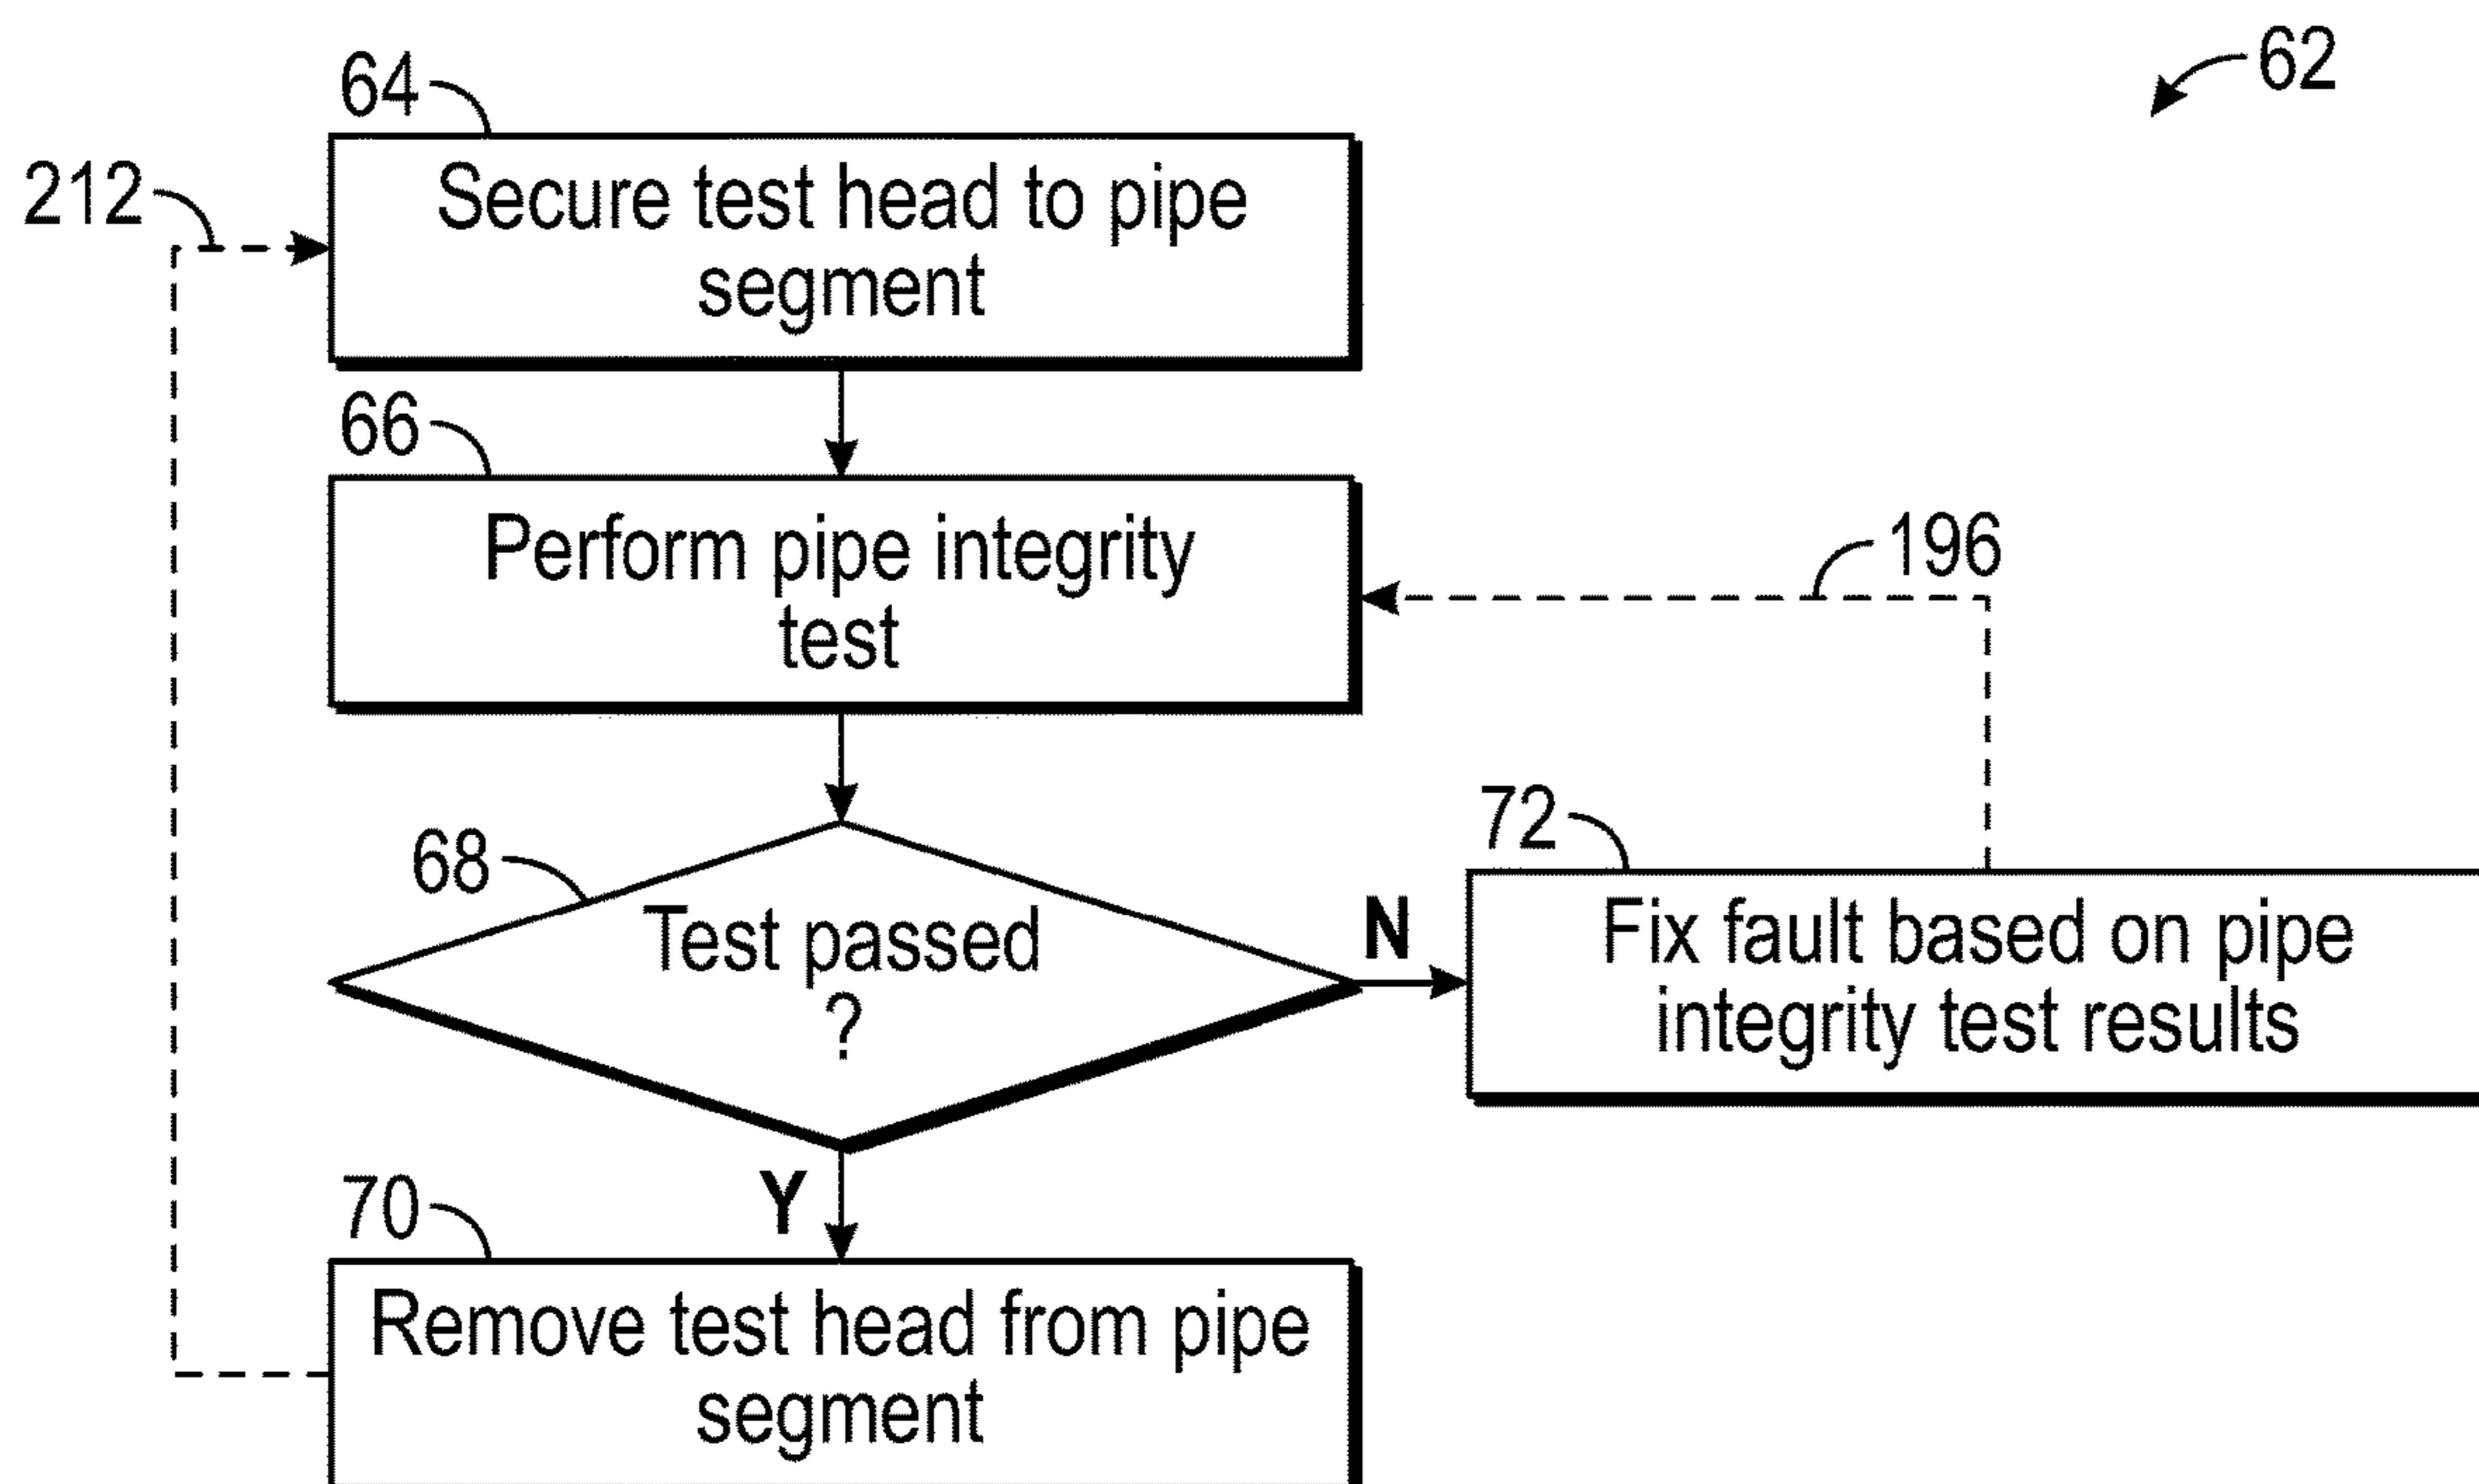 62
64
212
Secure test head to pipe
segment
66
Perform pipe integrity
test
196
68
Test passed
?
N
72
Fix fault based on pipe
integrity test results
Y
70
Remove test head from pipe
segment